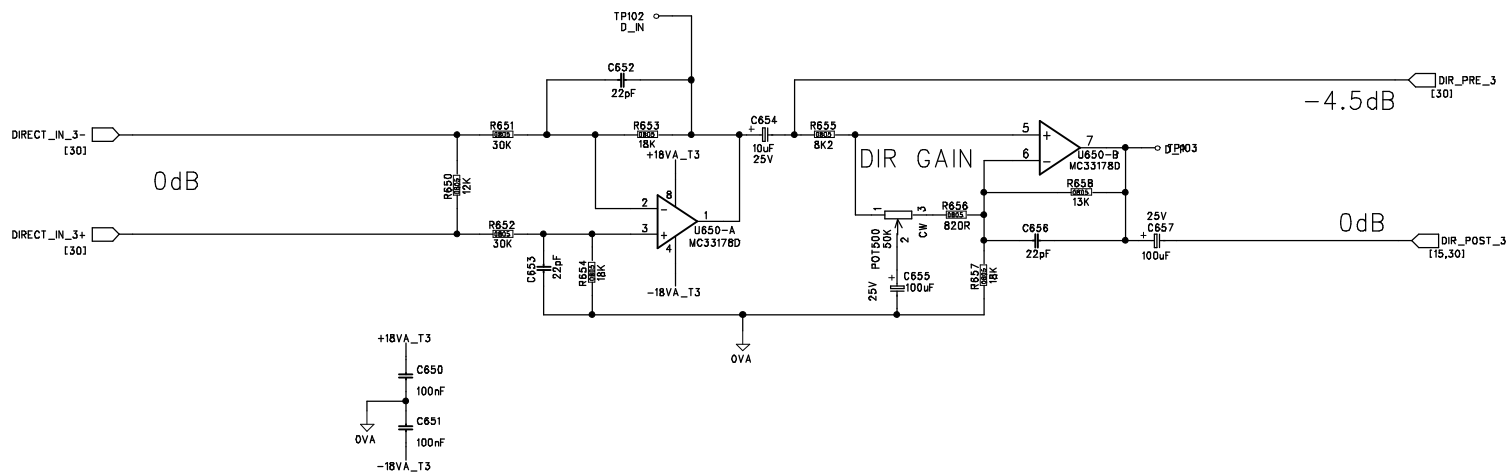 TP102
D_IN
C652
22pF
DIRECT_IN_3-
[30]
R651
30K
R653
18K
+18VA_T3
C654
+
10uF
25V
R655
8K2
DIR_PRE_3
[30]
-4.5dB
0dB
R650
12K
DIRECT_IN_3+
[30]
R652
30K
C653
22pF
R654
18K
2
3
8
4
1
-
+
U650-A
MC33178D
-18VA_T3
DIR GAIN
5
6
7
+
-
U650-B
MC33178D
TP103
R658
13K
1
3
2
CW
POT500
50K
R656
820R
C655
+
100uF
25V
R657
18K
C656
22pF
25V
+
C657
100uF
0dB
DIR_POST_3
[15,30]
0VA
+18VA_T3
C650
100nF
0VA
C651
100nF
-18VA_T3